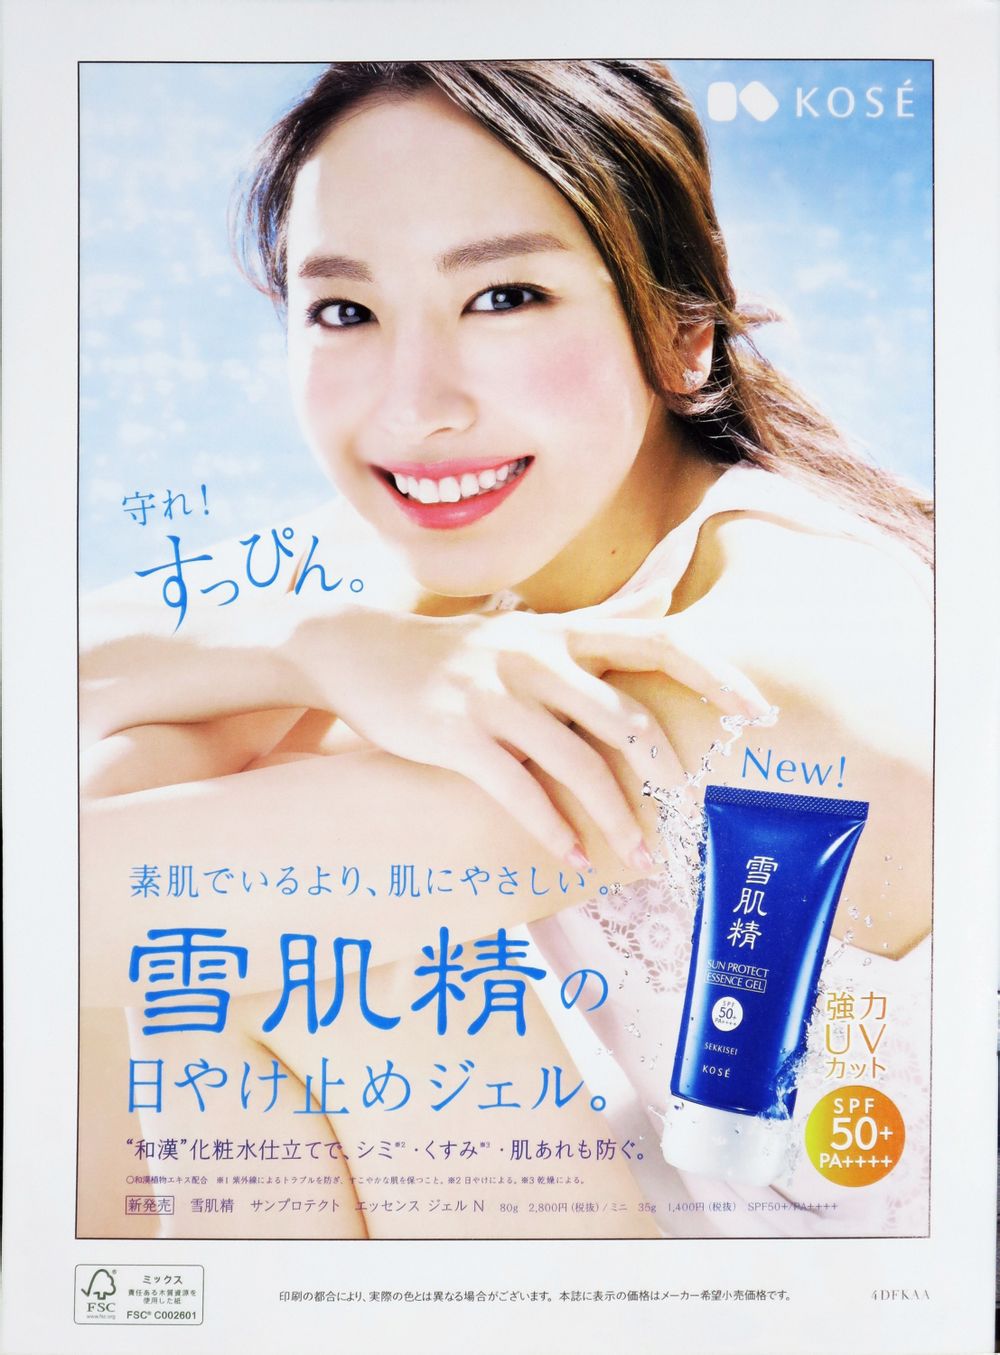 KOSÉ
守れ!
すっぴん。
New!
雪肌精
SUN PROTECT
ESSENCE GEL
SPF
50+
PA++++
SEKKISEI
KOSÉ
素肌でいるより、肌にやさしい※1。
雪肌精の
日やけ止めジェル。
強力
UV
カット
SPF
50+
PA++++
“和漢”化粧水仕立てで、シミ※2・くすみ※3・肌あれも防ぐ。
○和漢植物エキス配合 ※1 紫外線によるトラブルを防ぎ、すこやかな肌を保つこと。※2 日やけによる。※3 乾燥による。
新発売 雪肌精 サンプロテクト エッセンス ジェル N 80g 2,800円(税抜)/ミニ 35g 1,400円(税抜) SPF50+/PA++++
FSC
www.fsc.org
ミックス
責任ある木質資源を
使用した紙
FSC® C002601
印刷の都合により、実際の色とは異なる場合がございます。本誌に表示の価格はメーカー希望小売価格です。
4DFKAA